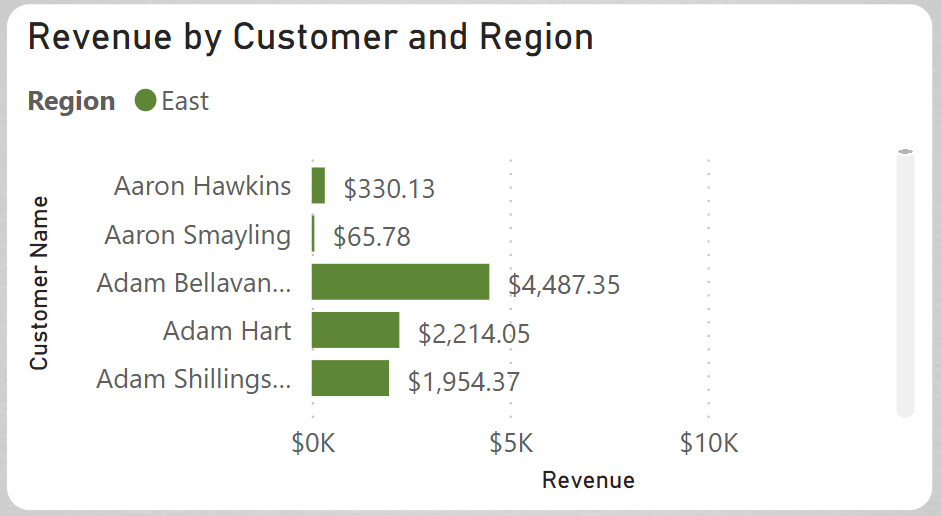 Revenue by Customer and Region
Region East
Customer Name
Aaron Hawkins $330.13
Aaron Smayling $65.78
Adam Bellavan... $4,487.35
Adam Hart $2,214.05
Adam Shillings... $1,954.37
$0K $5K $10K
Revenue